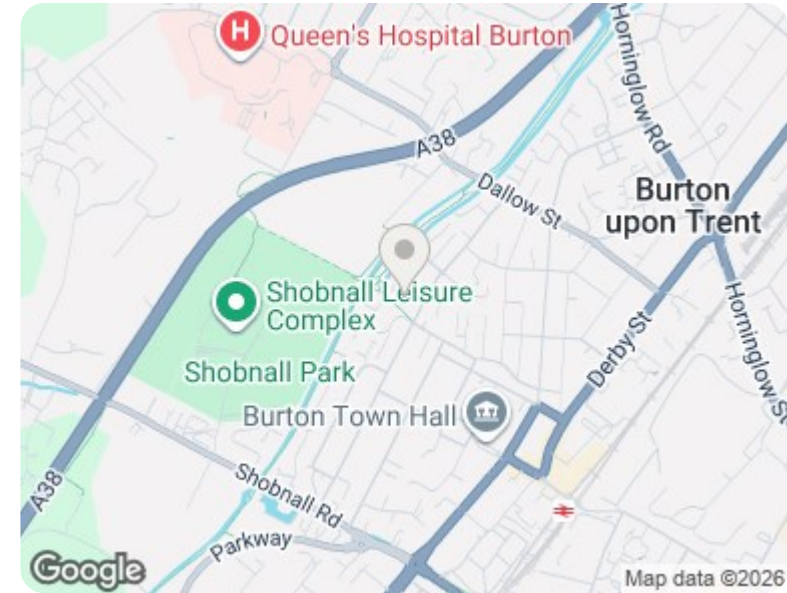 H
Queen's Hospital Burton
Horninglow Rd
A38
Dallow St
Burton
upon Trent
Shobnall Leisure
Complex
Horninglow St
Derby St
Shobnall Park
Burton Town Hall
A38
Shobnall Rd
Parkway
Google
Map data ©2026